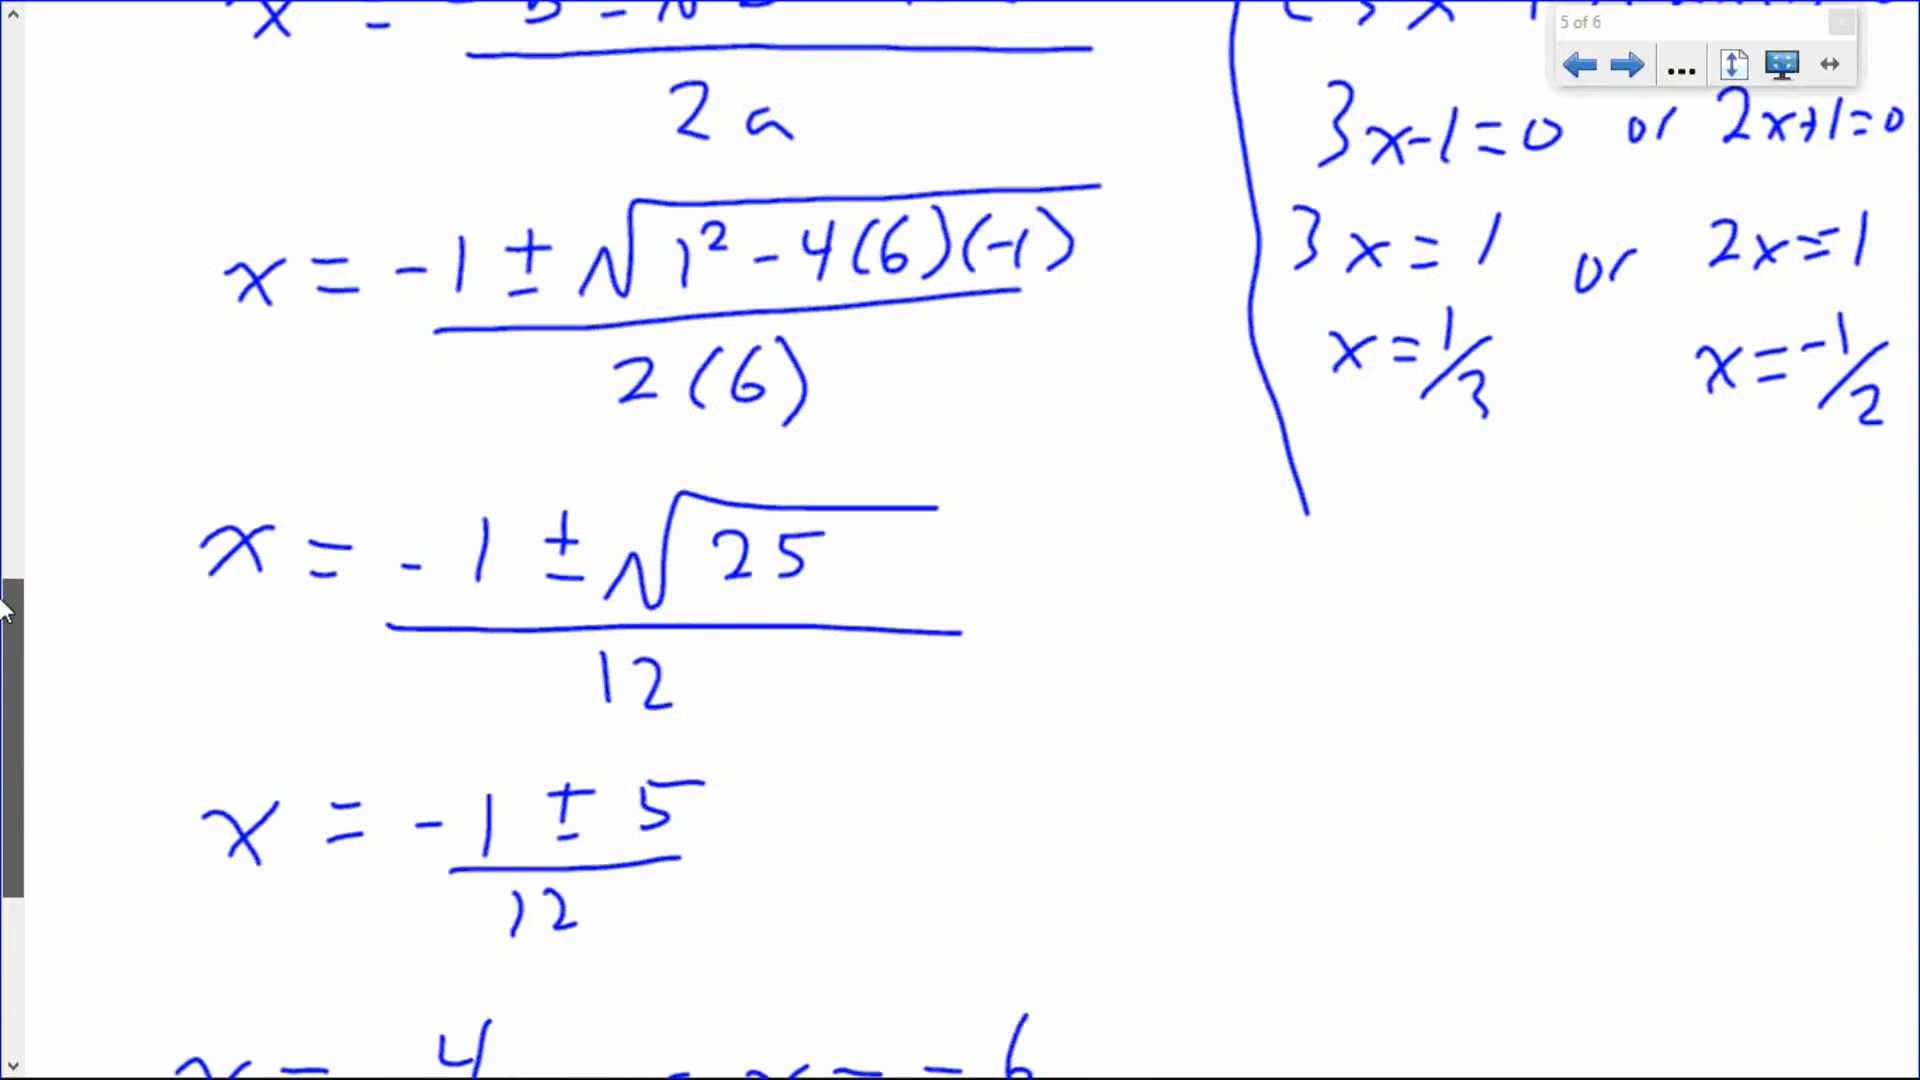 2a
x = -1 ± √(1² - 4(6)(-1))
2(6)
x = -1 ± √25
12
x = -1 ± 5
12
5 of 6
3x-1=0 or 2x+1=0
3x = 1 or 2x=-1
x = 1/3 x = -1/2